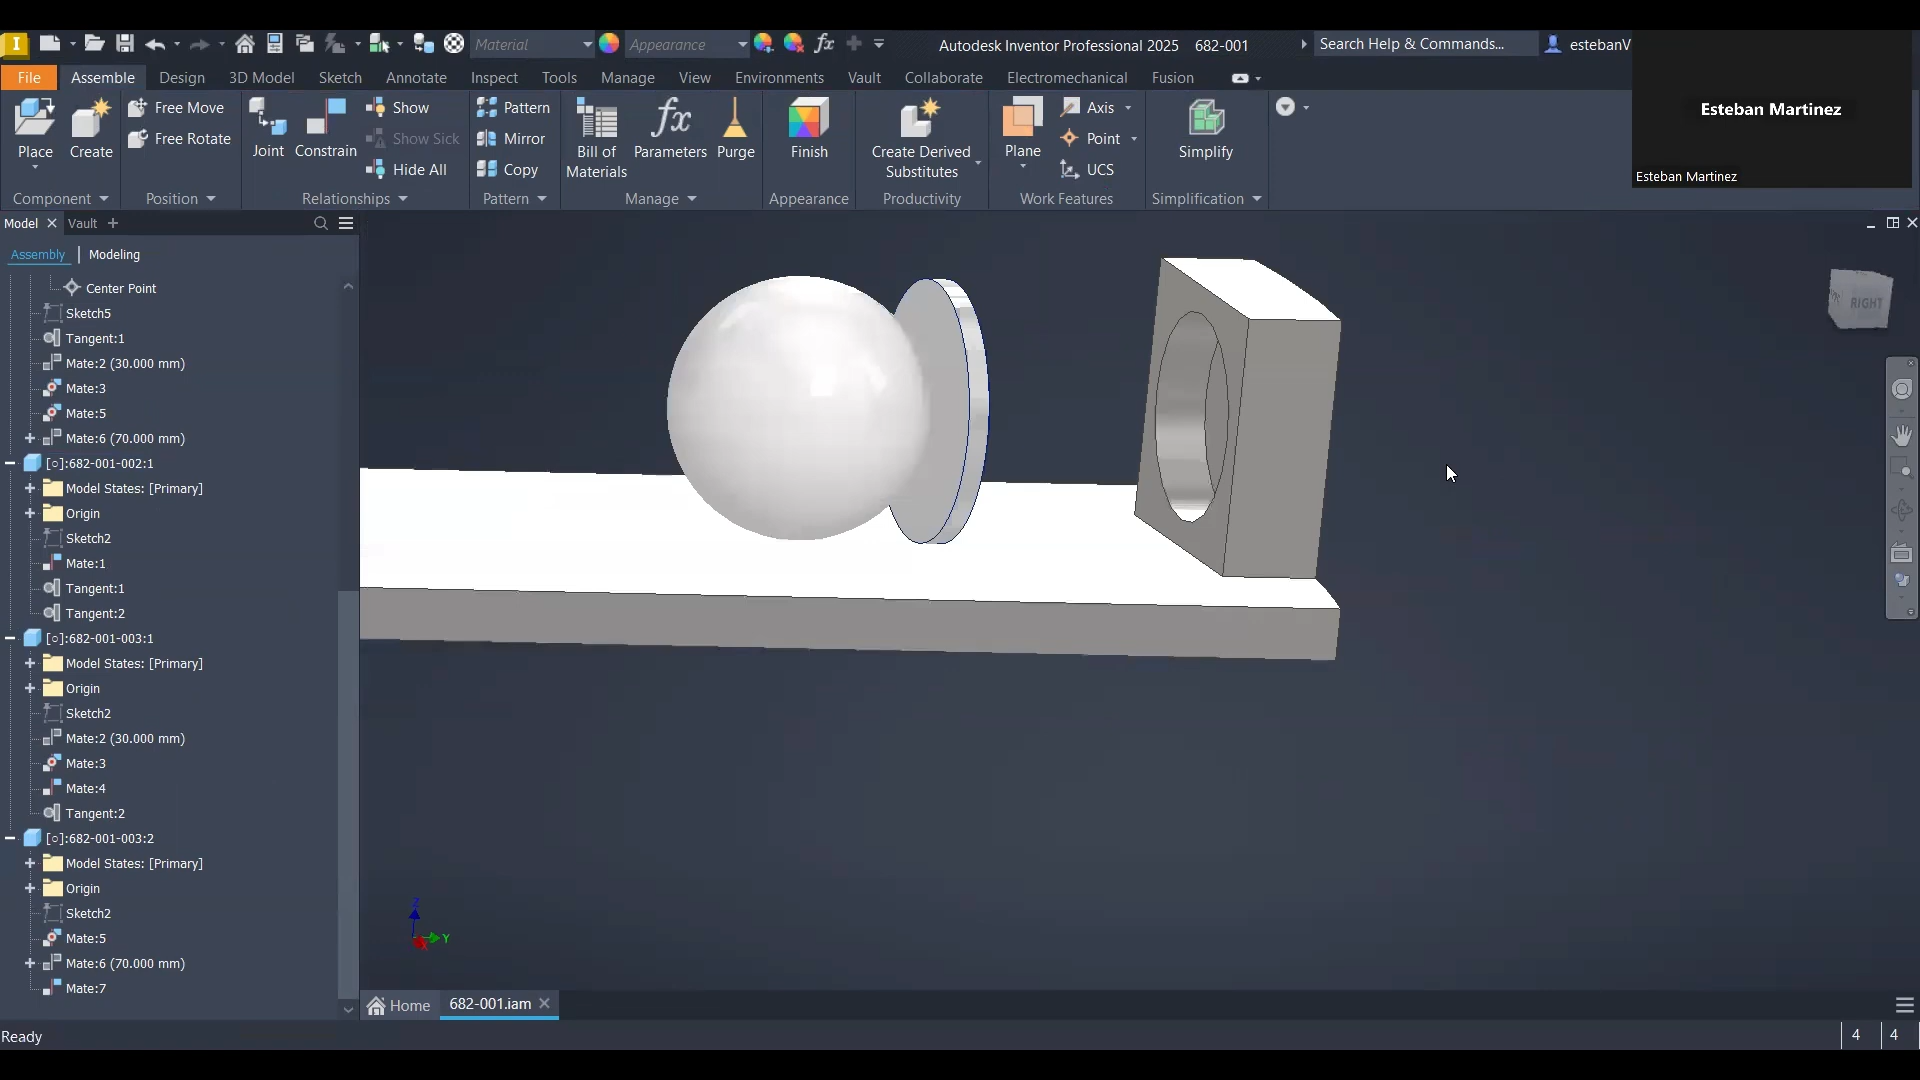 Material
Appearance
fx
Autodesk Inventor Professional 2025 682-001
Search Help & Commands...
estebanV
File
Assemble
Design
3D Model
Sketch
Annotate
Inspect
Tools
Manage
View
Environments
Vault
Collaborate
Electromechanical
Fusion
Esteban Martinez
Esteban Martinez
Place
Create
Free Move
Free Rotate
Joint
Constrain
Show
Show Sick
Hide All
Pattern
Mirror
Copy
Bill of
Materials
fx
Parameters
Purge
Finish
Create Derived
Substitutes
Plane
Axis
Point
UCS
Simplify
Component
Position
Relationships
Pattern
Manage
Appearance
Productivity
Work Features
Simplification
Model
Vault
Assembly
Modeling
Center Point
Sketch5
Tangent:1
Mate:2 (30.000 mm)
Mate:3
Mate:5
Mate:6 (70.000 mm)
[○]:682-001-002:1
Model States: [Primary]
Origin
Sketch2
Mate:1
Tangent:1
Tangent:2
[○]:682-001-003:1
Model States: [Primary]
Origin
Sketch2
Mate:2 (30.000 mm)
Mate:3
Mate:4
Tangent:2
[○]:682-001-003:2
Model States: [Primary]
Origin
Sketch2
Mate:5
Mate:6 (70.000 mm)
Mate:7
RIGHT
Z
Y
Home
682-001.iam
Ready
4 4